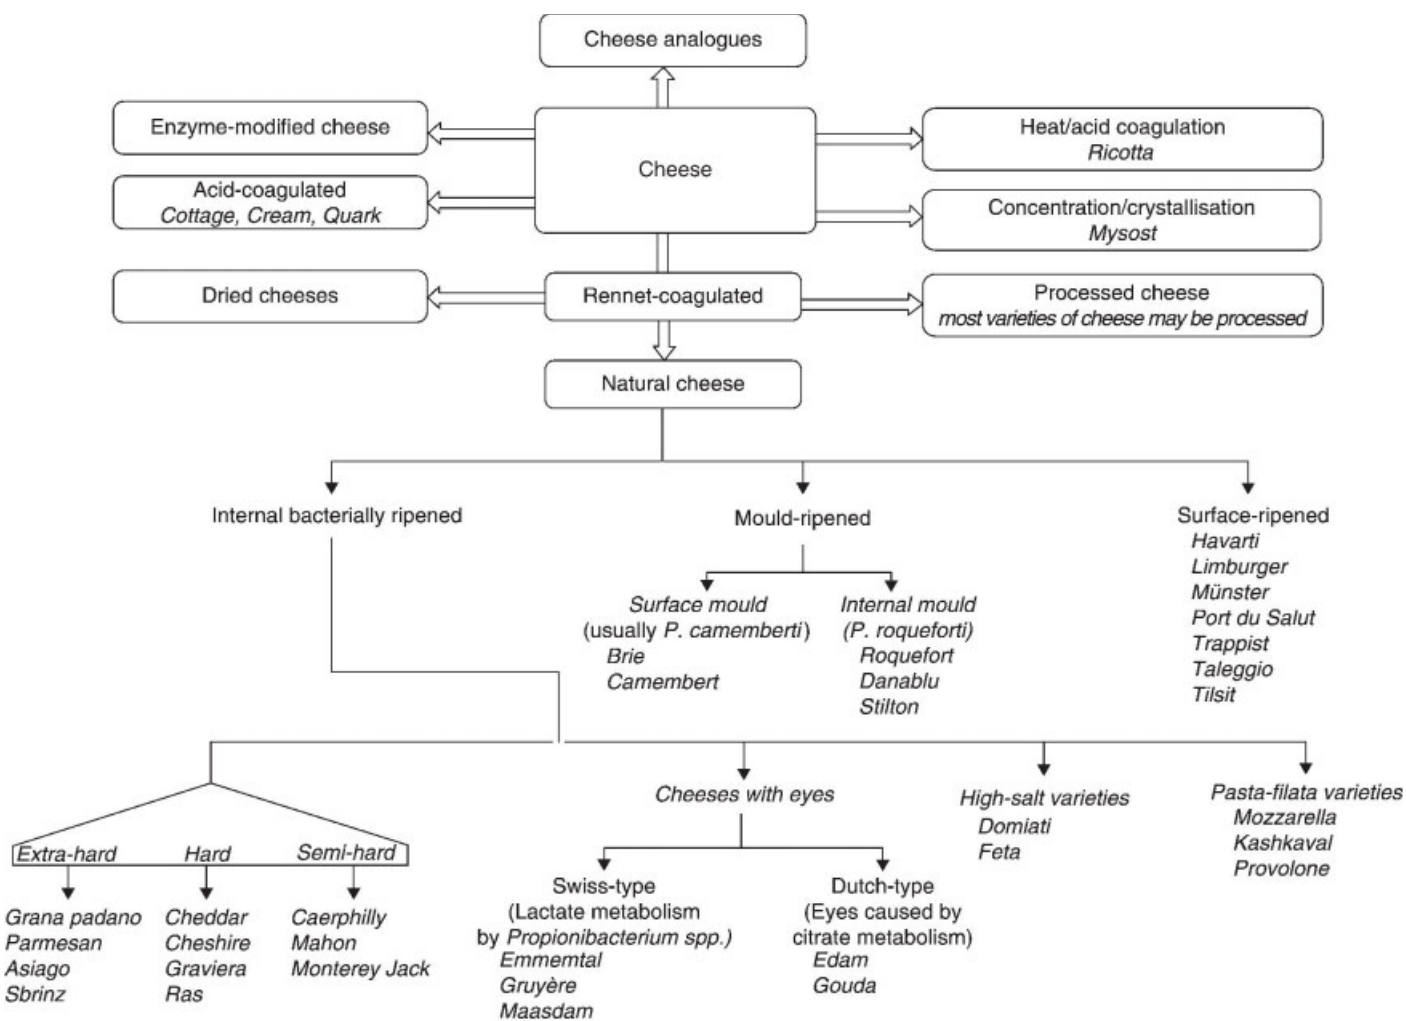 Cheese analogues
Enzyme-modified cheese
Cheese
Heat/acid coagulation
Ricotta
Acid-coagulated
Cottage, Cream, Quark
Concentration/crystallisation
Mysost
Dried cheeses
Rennet-coagulated
Processed cheese
most varieties of cheese may be processed
Natural cheese
Internal bacterially ripened
Mould-ripened
Surface-ripened
Havarti
Limburger
Münster
Port du Salut
Trappist
Taleggio
Tilsit
Surface mould
(usually P. camemberti)
Brie
Camembert
Internal mould
(P. roqueforti)
Roquefort
Danablu
Stilton
Extra-hard
Grana padano
Parmesan
Asiago
Sbrinz
Hard
Cheddar
Cheshire
Graviera
Ras
Semi-hard
Caerphilly
Mahon
Monterey Jack
Cheeses with eyes
Swiss-type
(Lactate metabolism
by Propionibacterium spp.)
Emmemtal
Gruyère
Maasdam
Dutch-type
(Eyes caused by
citrate metabolism)
Edam
Gouda
High-salt varieties
Domiati
Feta
Pasta-filata varieties
Mozzarella
Kashkaval
Provolone